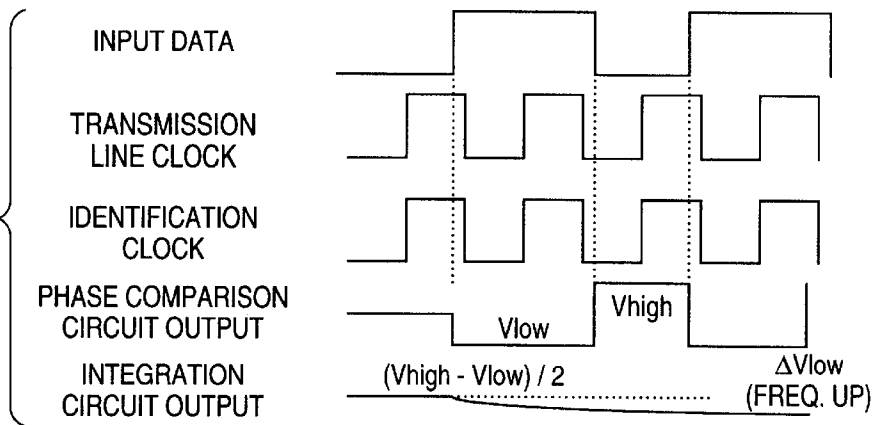 INPUT DATA
TRANSMISSION
LINE CLOCK
IDENTIFICATION
CLOCK
PHASE COMPARISON
CIRCUIT OUTPUT
Vlow
Vhigh
INTEGRATION
CIRCUIT OUTPUT
(Vhigh - Vlow) / 2
ΔVlow
(FREQ. UP)